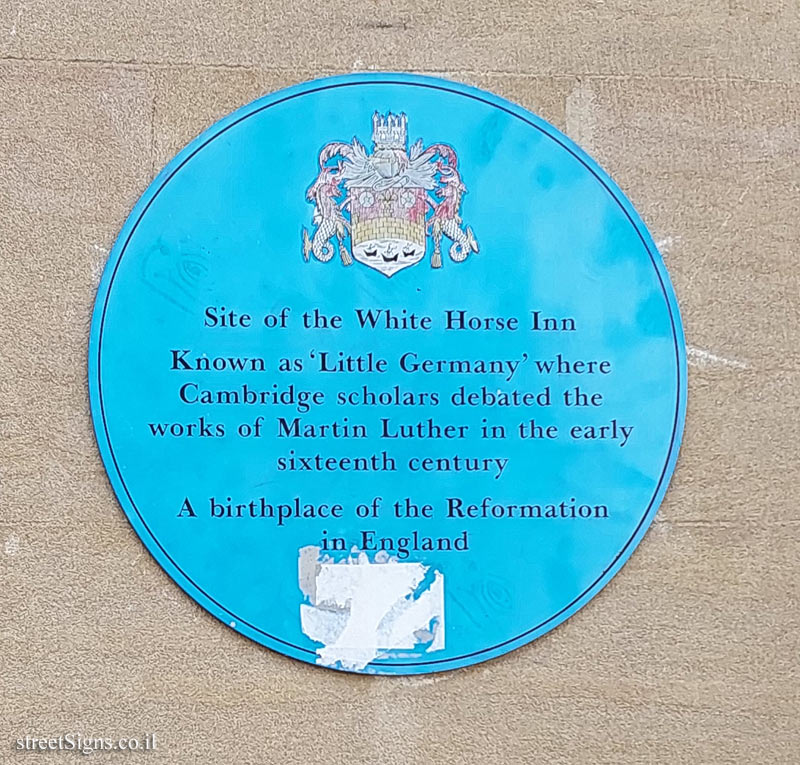 Site of the White Horse Inn
Known as ‘Little Germany’ where
Cambridge scholars debated the
works of Martin Luther in the early
sixteenth century
A birthplace of the Reformation
in England
streetSigns.co.il